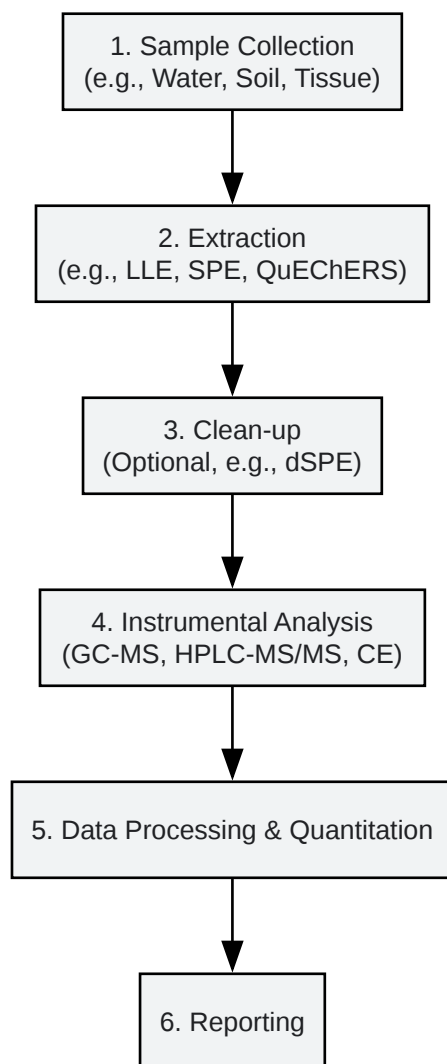 1. Sample Collection
(e.g., Water, Soil, Tissue)
2. Extraction
(e.g., LLE, SPE, QuEChERS)
3. Clean-up
(Optional, e.g., dSPE)
4. Instrumental Analysis
(GC-MS, HPLC-MS/MS, CE)
5. Data Processing & Quantitation
6. Reporting